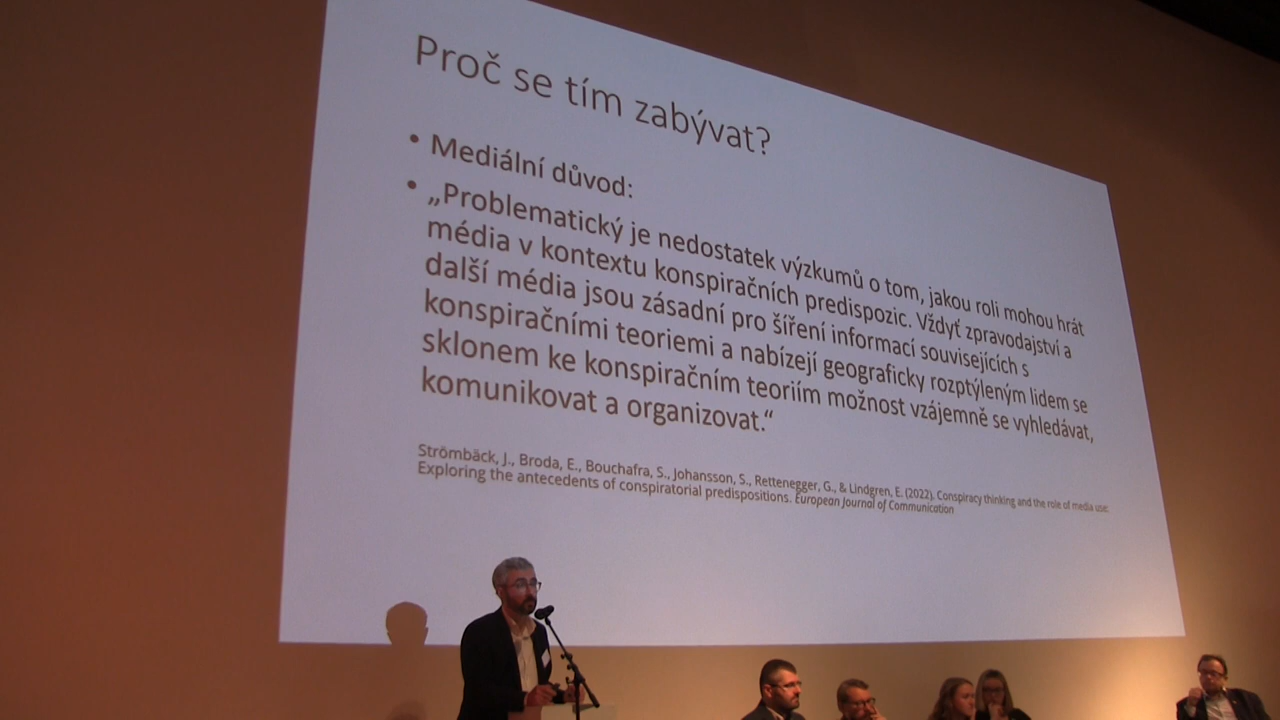 Proč se tím zabývat?
• Mediální důvod:
• „Problematický je nedostatek výzkumů o tom, jakou roli mohou hrát
média v kontextu konspiračních predispozic. Vždyť zpravodajství a
další média jsou zásadní pro šíření informací souvisejících s
konspiračními teoriemi a nabízejí geograficky rozptýleným lidem se
sklonem ke konspiračním teoriím možnost vzájemně se vyhledávat,
komunikovat a organizovat.“
Strömbäck, J., Broda, E., Bouchafra, S., Johansson, S., Rettenegger, G., & Lindgren, E. (2022). Conspiracy thinking and the role of media use:
Exploring the antecedents of conspiratorial predispositions. European Journal of Communication